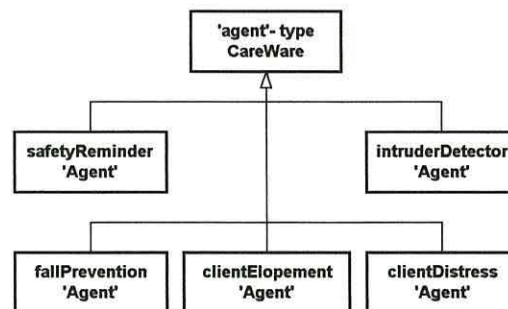 'agent'- type
CareWare
safetyReminder
'Agent'
intruderDetector
'Agent'
fallPrevention
'Agent'
clientElopement
'Agent'
clientDistress
'Agent'